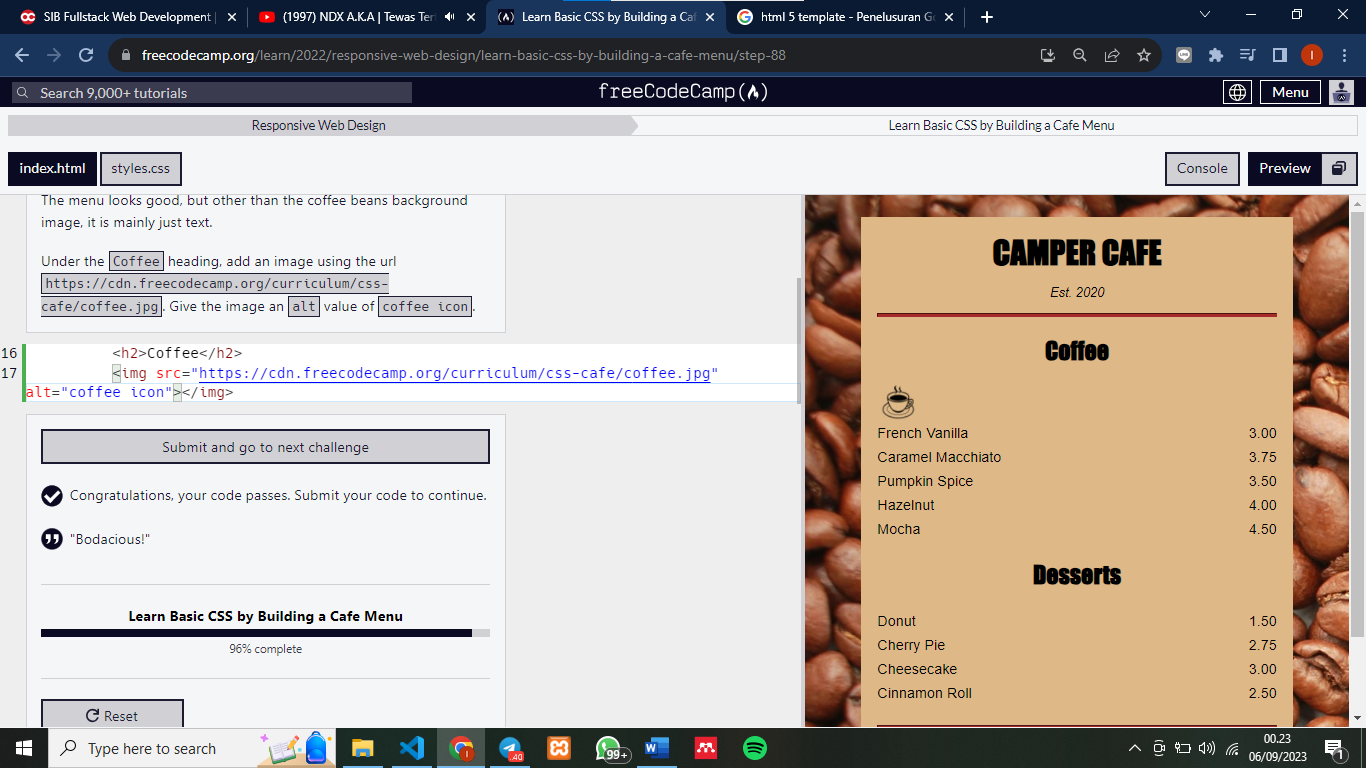 SIB Fullstack Web Development |
(1997) NDX A.K.A | Tewas Ter
Learn Basic CSS by Building a Caf
html 5 template - Penelusuran Go
freecodecamp.org/learn/2022/responsive-web-design/learn-basic-css-by-building-a-cafe-menu/step-88
I
Search 9,000+ tutorials
freeCodeCamp
Menu
Responsive Web Design
Learn Basic CSS by Building a Cafe Menu
index.html
styles.css
Console
Preview
The menu looks good, but other than the coffee beans background
image, it is mainly just text.
Under the Coffee heading, add an image using the url
https://cdn.freecodecamp.org/curriculum/css-
cafe/coffee.jpg. Give the image an alt value of coffee icon.
16 <h2>Coffee</h2>
17 <img src="https://cdn.freecodecamp.org/curriculum/css-cafe/coffee.jpg"
alt="coffee icon"></img>
Submit and go to next challenge
Congratulations, your code passes. Submit your code to continue.
"Bodacious!"
Learn Basic CSS by Building a Cafe Menu
96% complete
Reset
CAMPER CAFE
Est. 2020
Coffee
French Vanilla 3.00
Caramel Macchiato 3.75
Pumpkin Spice 3.50
Hazelnut 4.00
Mocha 4.50
Desserts
Donut 1.50
Cherry Pie 2.75
Cheesecake 3.00
Cinnamon Roll 2.50
Type here to search
I
40
99+
00.23
06/09/2023
1